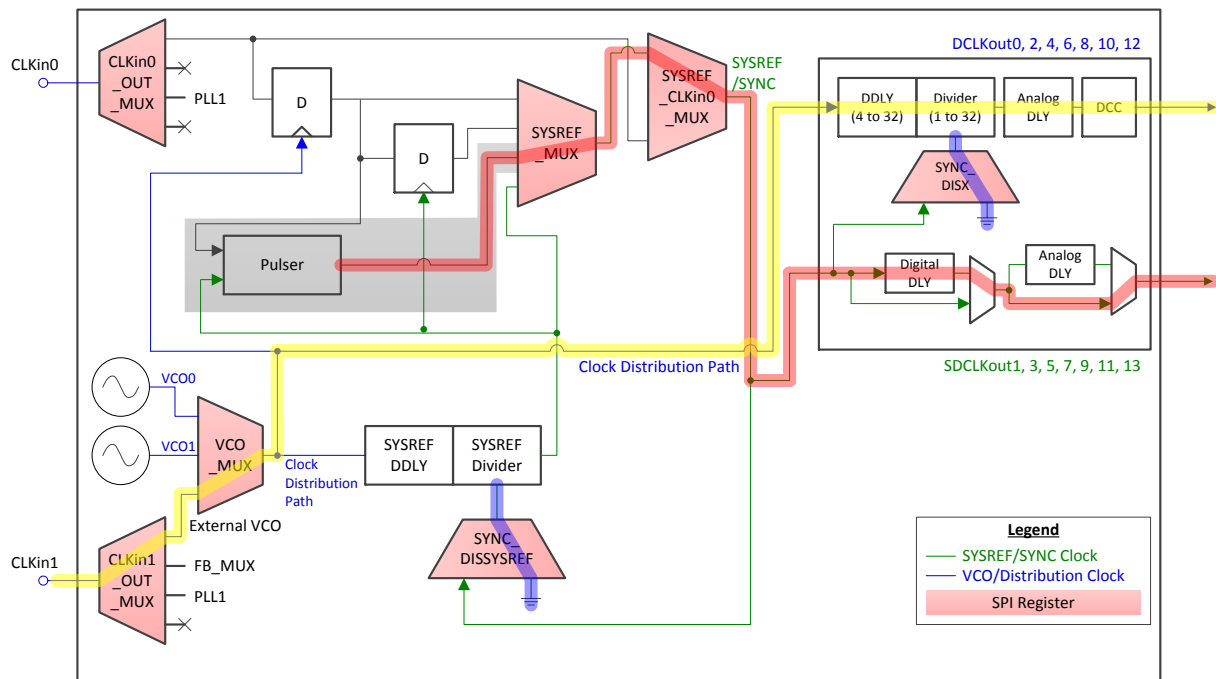 CLKin0
CLKin0
_OUT
_MUX
PLL1
D
D
SYSREF
_MUX
SYSREF
_CLKin0
_MUX
SYSREF
/SYNC
DCLKout0, 2, 4, 6, 8, 10, 12
DDLY
(4 to 32)
Divider
(1 to 32)
Analog
DLY
DCC
SYNC_
DISX
Pulser
Digital
DLY
Analog
DLY
SDCLKout1, 3, 5, 7, 9, 11, 13
Clock Distribution Path
VCO0
VCO1
VCO
_MUX
Clock
Distribution
Path
SYSREF
DDLY
SYSREF
Divider
External VCO
SYNC_
DISSYSREF
CLKin1
CLKin1
_OUT
_MUX
FB_MUX
PLL1
Legend
SYSREF/SYNC Clock
VCO/Distribution Clock
SPI Register